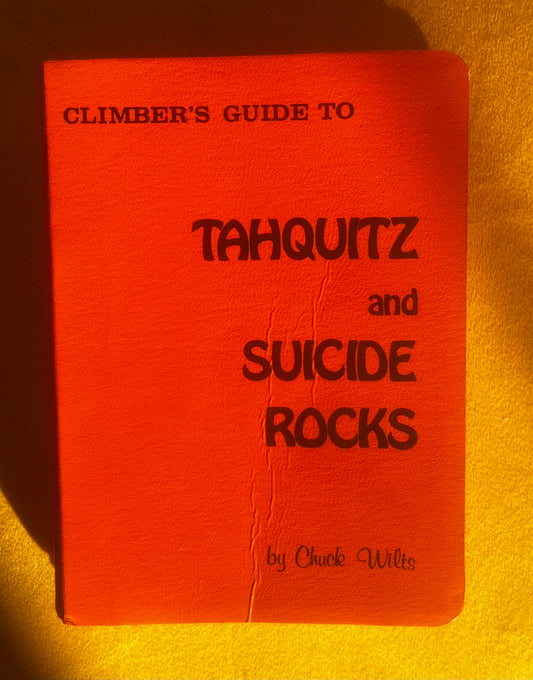 CLIMBER'S GUIDE TO
TAHQUITZ
and
SUICIDE
ROCKS
by Chuck Wilts